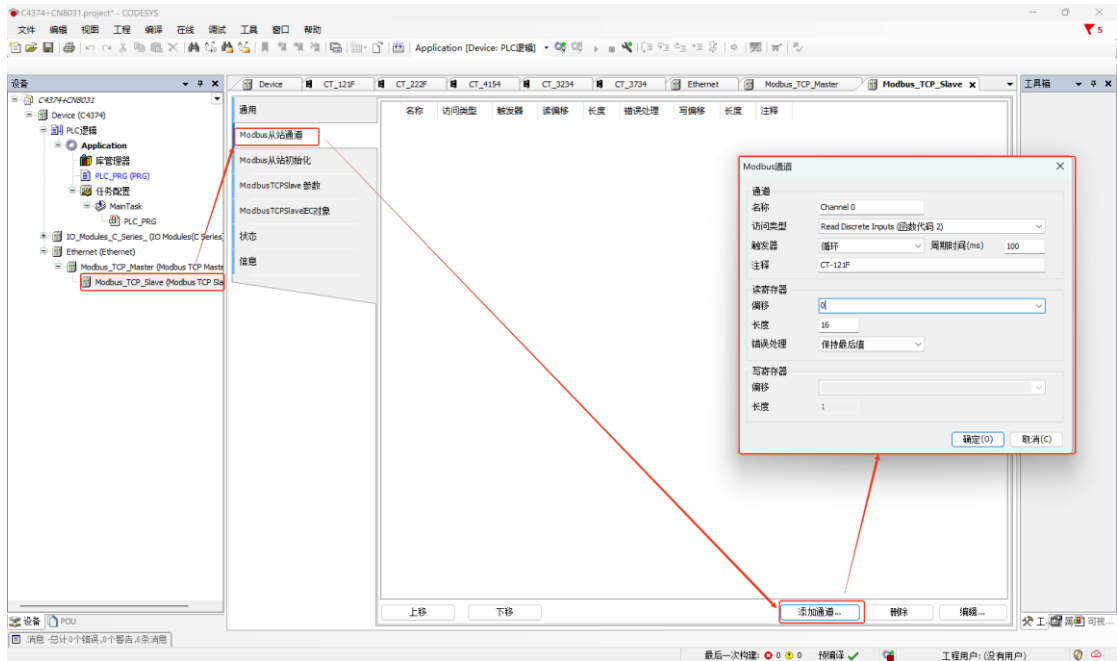 C4374+CN8031.project* - CODESYS
文件 编辑 视图 工程 编译 在线 调试 工具 窗口 帮助
5
Application [Device: PLC逻辑]
设备
C4374+CN8031
Device (C4374)
PLC逻辑
Application
库管理器
PLC_PRG (PRG)
任务配置
MainTask
PLC_PRG
IO_Modules_C_Series_ (IO Modules(C Series
Ethernet (Ethernet)
Modbus_TCP_Master (Modbus TCP Maste
Modbus_TCP_Slave (Modbus TCP Sla
Device CT_121F CT_222F CT_4154 CT_3234 CT_3734 Ethernet Modbus_TCP_Master Modbus_TCP_Slave
工具箱
通用
Modbus从站通道
Modbus从站初始化
ModbusTCPSlave 参数
ModbusTCPSlaveIEC对象
状态
信息
名称 访问类型 触发器 读偏移 长度 错误处理 写偏移 长度 注释
Modbus通道
通道
名称 Channel 0
访问类型 Read Discrete Inputs (函数代码 2)
触发器 循环 周期时间(ms) 100
注释 CT-121F
读寄存器
偏移 0
长度 16
错误处理 保持最后值
写寄存器
偏移
长度 1
确定(O) 取消(C)
上移 下移 添加通道... 删除 编辑...
设备 POU
工... 属 可视...
消息 -总计0个错误,0个警告,6条消息
最后一次构建: 0 0 预编译 工程用户: (没有用户)